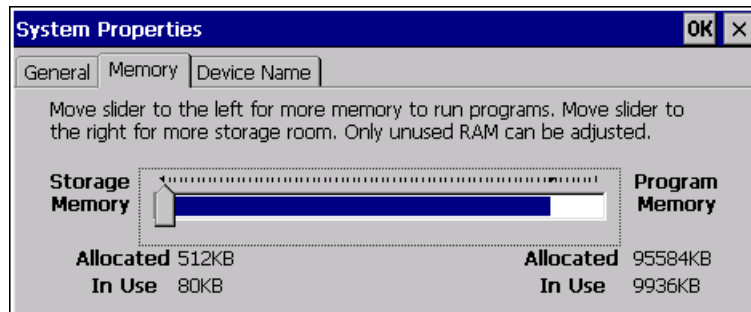 System Properties OK ×
General Memory Device Name
Move slider to the left for more memory to run programs. Move slider to
the right for more storage room. Only unused RAM can be adjusted.
Storage Program
Memory Memory
Allocated 512KB Allocated 95584KB
In Use 80KB In Use 9936KB